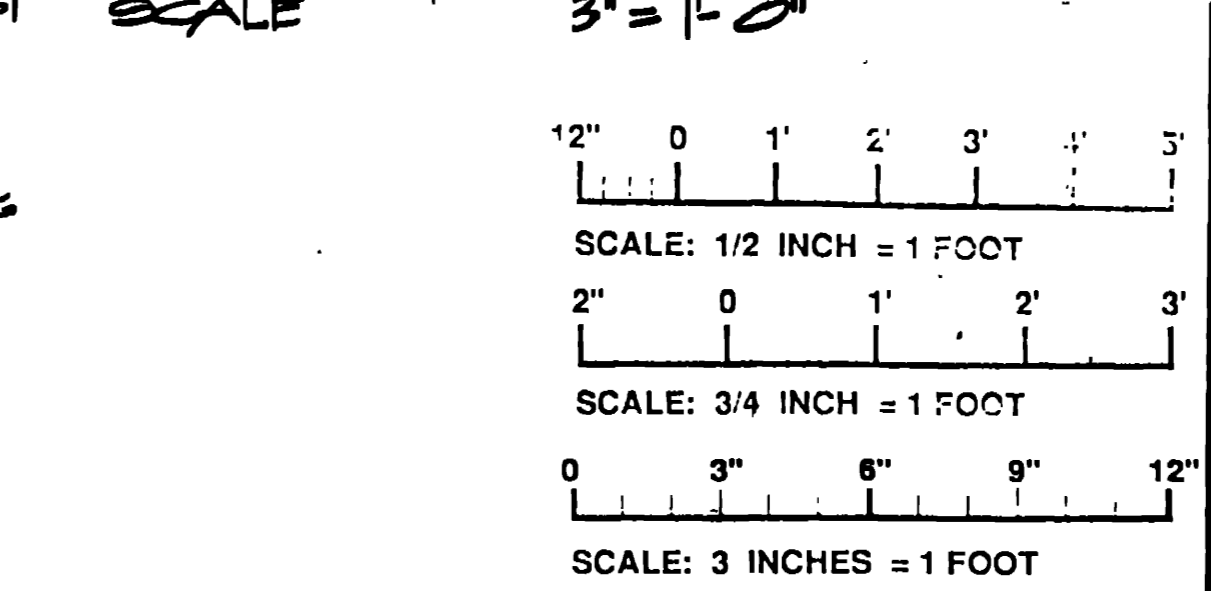 SCALE 3" = 1'-0"
12" 0 1' 2' 3' 4' 5'
SCALE: 1/2 INCH = 1 FOOT
2" 0 1' 2' 3'
SCALE: 3/4 INCH = 1 FOOT
0 3" 6" 9" 12"
SCALE: 3 INCHES = 1 FOOT